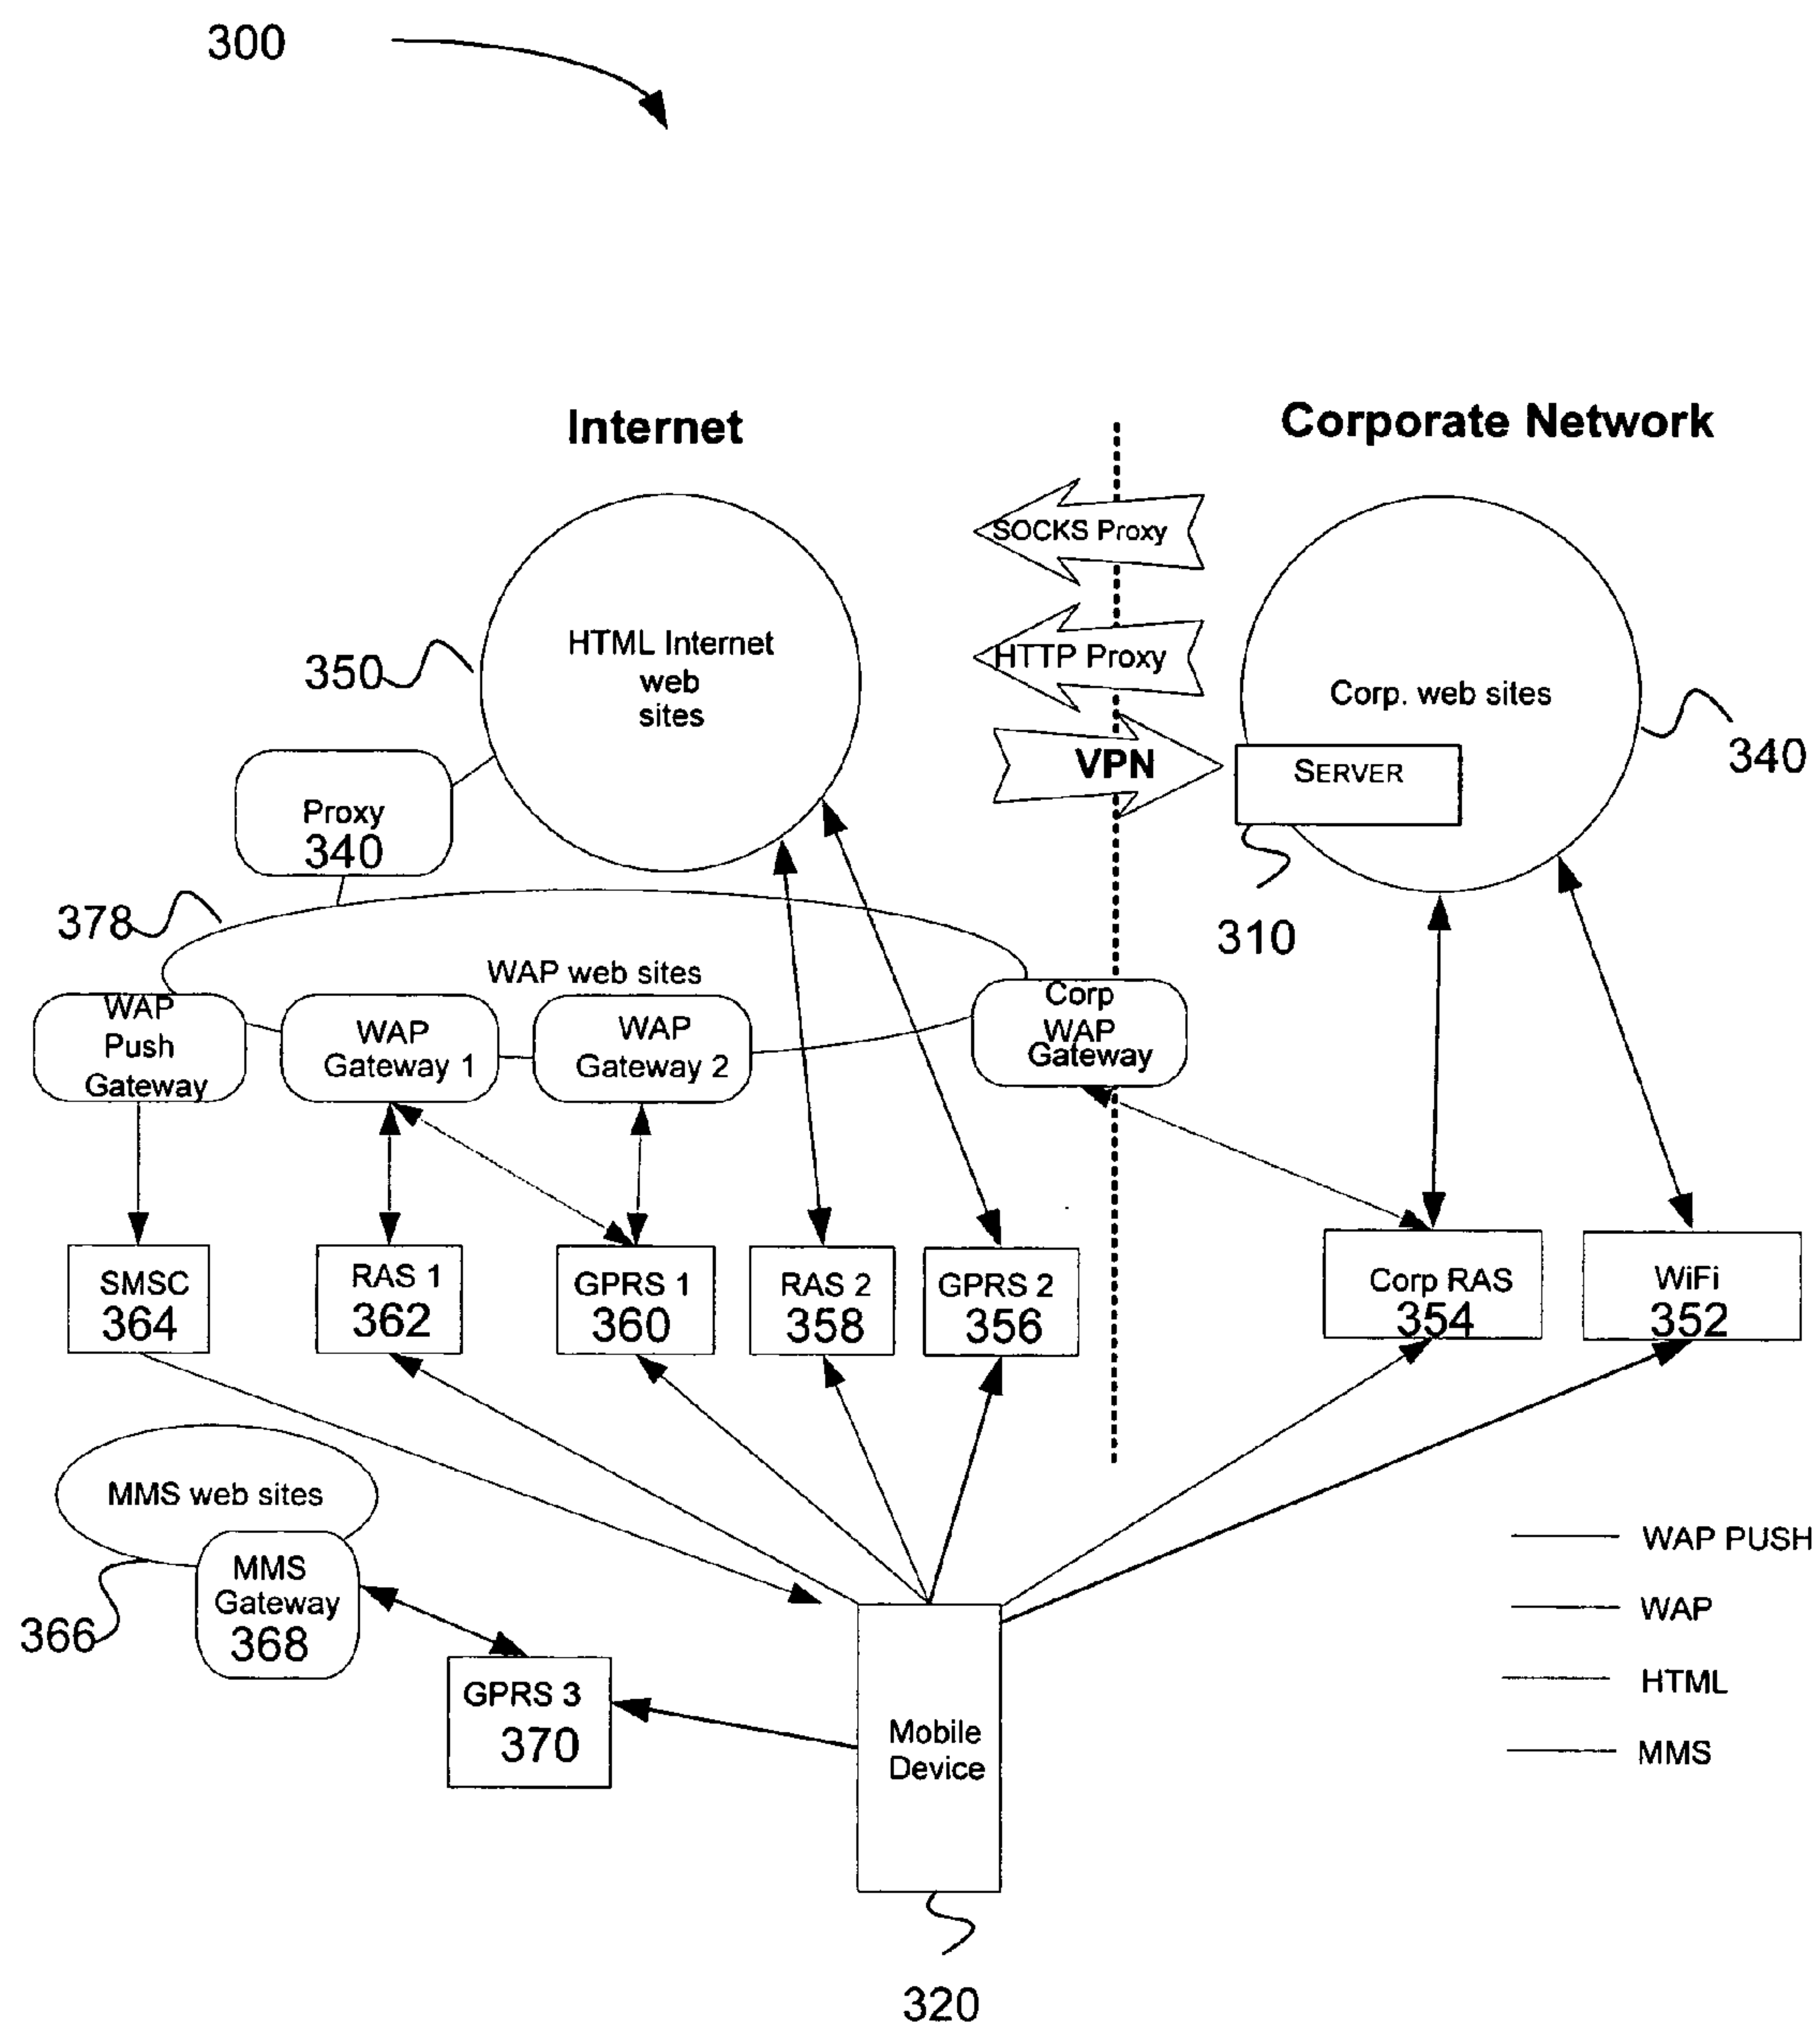 300
Internet
Corporate Network
SOCKS Proxy
HTML Internet
web
sites
HTTP Proxy
350
Corp. web sites
340
VPN
SERVER
Proxy
340
378
310
WAP web sites
WAP
Push
Gateway
WAP
Gateway 1
WAP
Gateway 2
Corp
WAP
Gateway
SMSC
364
RAS 1
362
GPRS 1
360
RAS 2
358
GPRS 2
356
Corp RAS
354
WiFi
352
MMS web sites
MMS
Gateway
368
366
GPRS 3
370
Mobile
Device
WAP PUSH
WAP
HTML
MMS
320